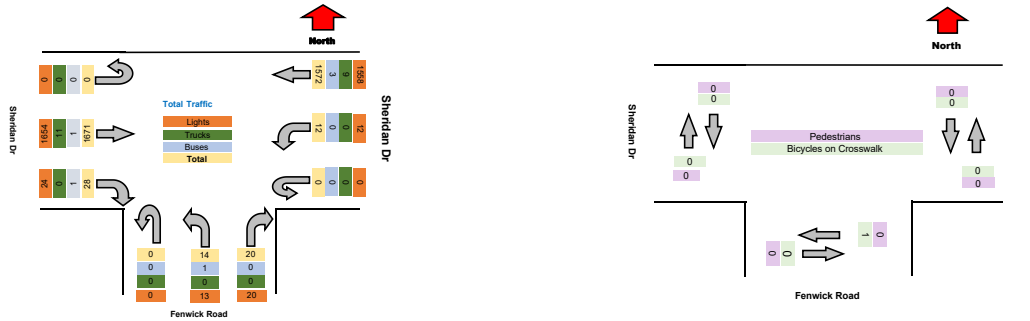 North
North
0 0 0 0
1572 3 9 1558
Sheridan Dr
Total Traffic
Lights
Trucks
Buses
Total
1654 11 1 1671
12 0 0 12
Sheridan Dr
24 0 1 28
0 0 0 0
0 14 20
0 1 0
0 0 0
0 13 20
Fenwick Road
0
0
0
0
Sheridan Dr
Pedestrians
Bicycles on Crosswalk
0
0
0
0
1 0
0 0
Fenwick Road